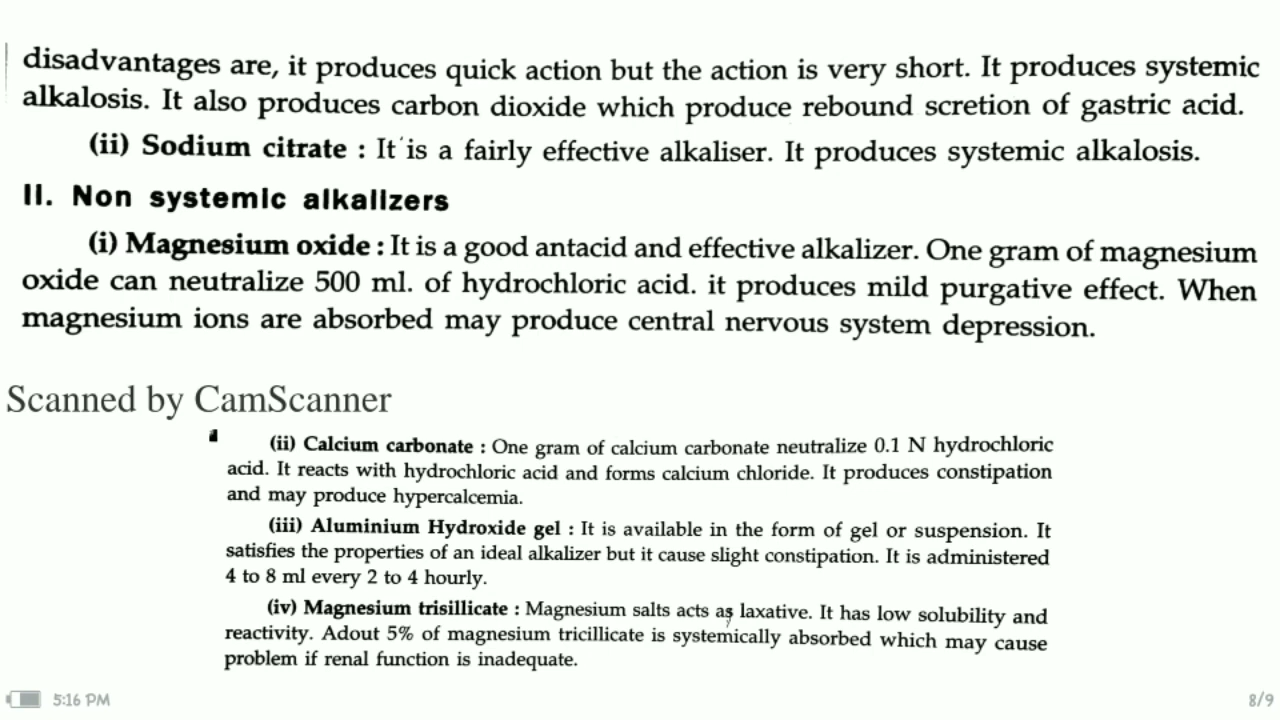 disadvantages are, it produces quick action but the action is very short. It produces systemic
alkalosis. It also produces carbon dioxide which produce rebound scretion of gastric acid.
(ii) Sodium citrate : It is a fairly effective alkaliser. It produces systemic alkalosis.
II. Non systemic alkalizers
(i) Magnesium oxide : It is a good antacid and effective alkalizer. One gram of magnesium
oxide can neutralize 500 ml. of hydrochloric acid. it produces mild purgative effect. When
magnesium ions are absorbed may produce central nervous system depression.
Scanned by CamScanner
(ii) Calcium carbonate : One gram of calcium carbonate neutralize 0.1 N hydrochloric
acid. It reacts with hydrochloric acid and forms calcium chloride. It produces constipation
and may produce hypercalcemia.
(iii) Aluminium Hydroxide gel : It is available in the form of gel or suspension. It
satisfies the properties of an ideal alkalizer but it cause slight constipation. It is administered
4 to 8 ml every 2 to 4 hourly.
(iv) Magnesium trisillicate : Magnesium salts acts as laxative. It has low solubility and
reactivity. Adout 5% of magnesium tricillicate is systemically absorbed which may cause
problem if renal function is inadequate.
5:16 PM
8/9